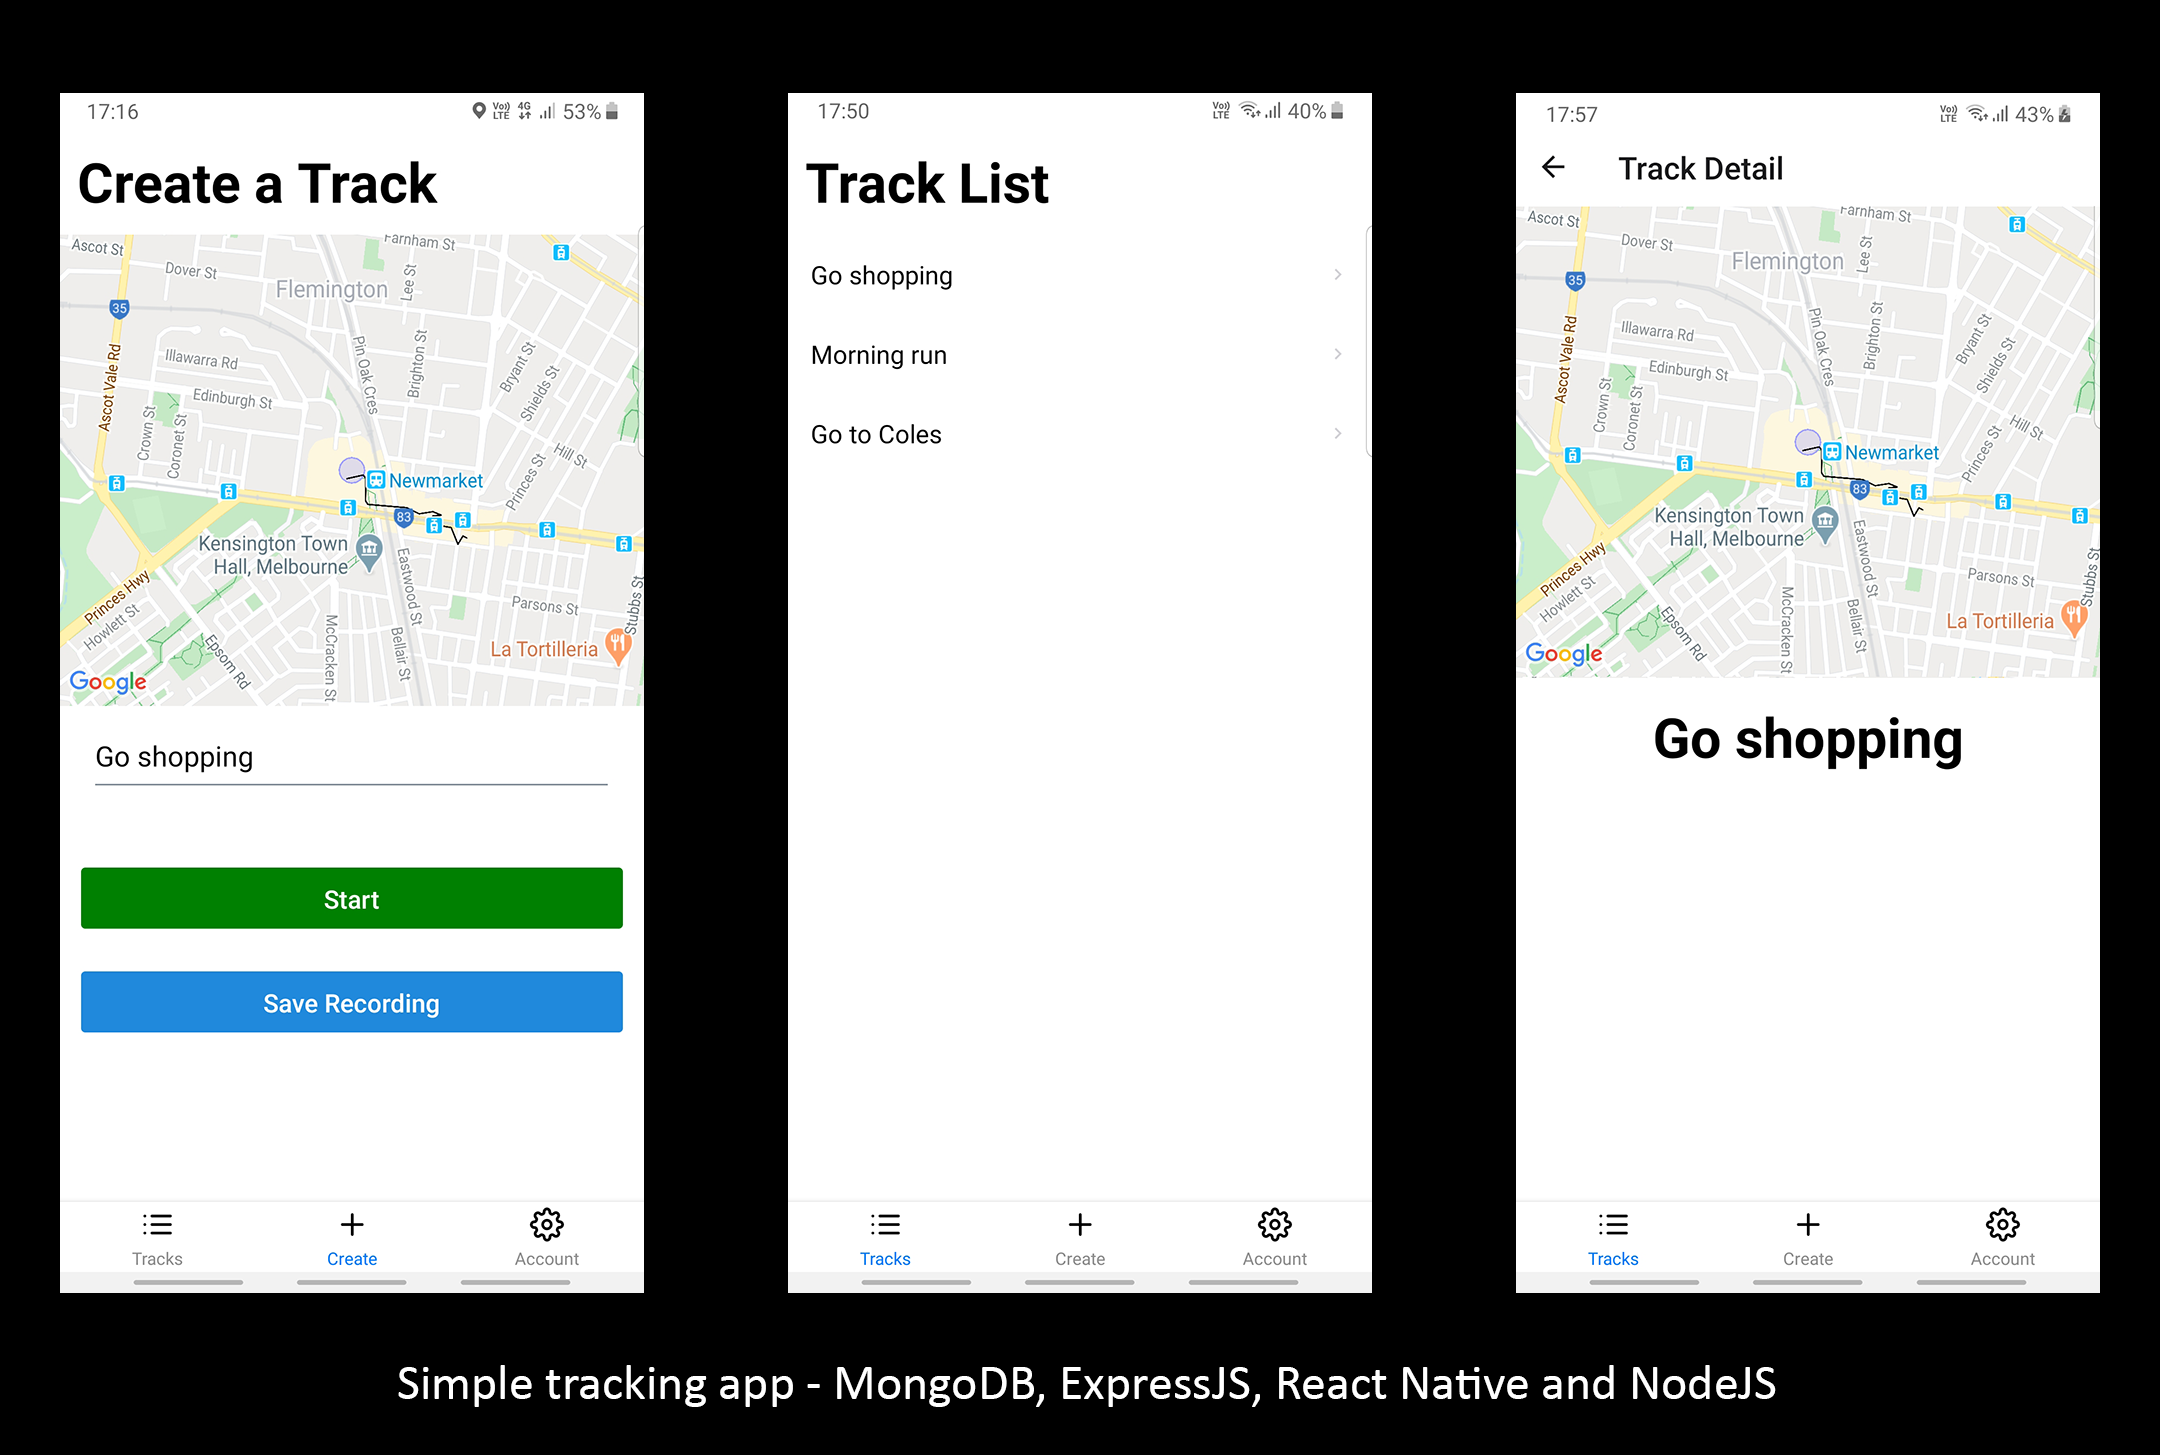 17:16
Vo)) LTE 4G 53%
Create a Track
Ascot St
Farnham St
Dover St
Lee St
Flemington
35
Pin Oak Cres
Brighton St
Illawarra Rd
Bryant St
Ascot Vale Rd
Edinburgh St
Shields St
Crown St
Coronet St
Hill St
Princes St
Newmarket
83
Kensington Town
Hall, Melbourne
Eastwood St
Princes Hwy
Parsons St
Stubbs St
Howlett St
McCracken St
Bellair St
Epsom Rd
La Tortilleria
Google
Go shopping
Start
Save Recording
Tracks
Create
Account
17:50
Vo)) LTE 40%
Track List
Go shopping
Morning run
Go to Coles
Tracks
Create
Account
17:57
Vo)) LTE 43%
Track Detail
Ascot St
Farnham St
Dover St
Lee St
Flemington
35
Pin Oak Cres
Brighton St
Illawarra Rd
Bryant St
Ascot Vale Rd
Edinburgh St
Shields St
Crown St
Coronet St
Hill St
Princes St
Newmarket
83
Kensington Town
Hall, Melbourne
Eastwood St
Princes Hwy
Parsons St
Stubbs St
Howlett St
McCracken St
Bellair St
Epsom Rd
La Tortilleria
Google
Go shopping
Tracks
Create
Account
Simple tracking app - MongoDB, ExpressJS, React Native and NodeJS